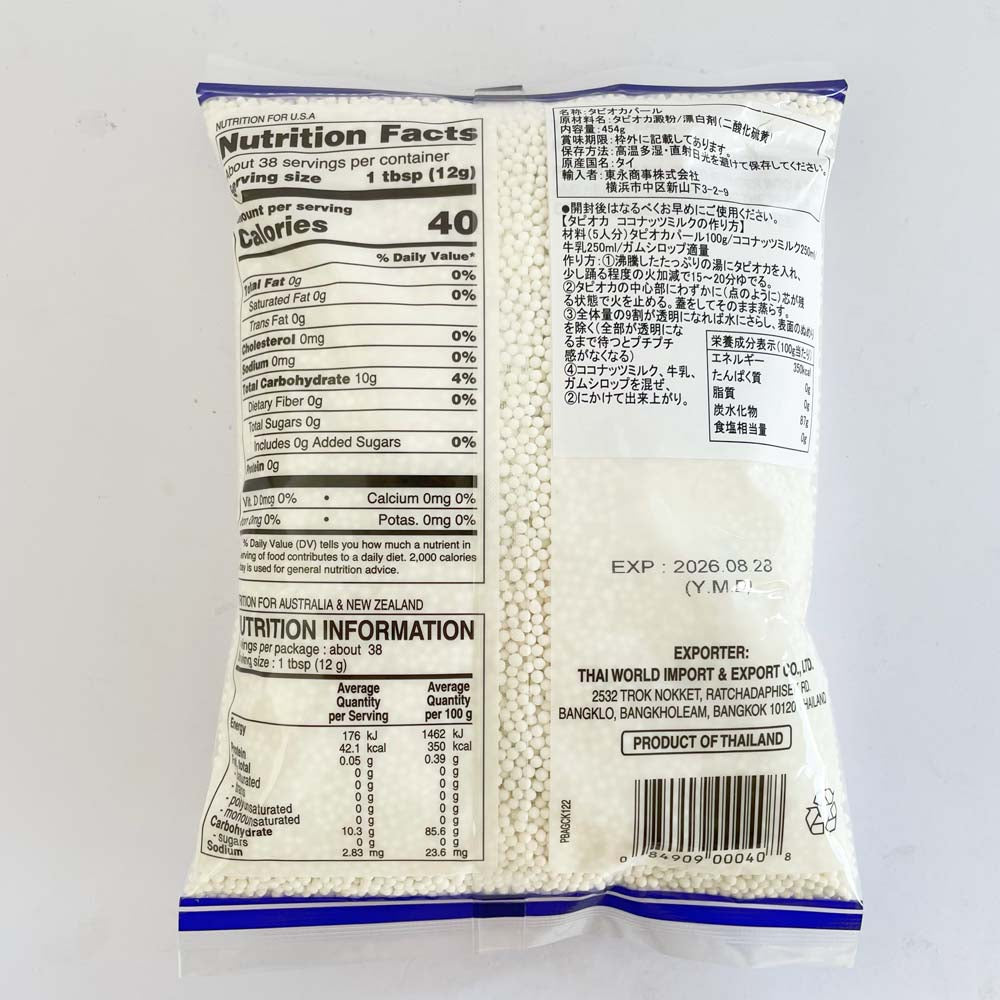 NUTRITION FOR U.S.A
Nutrition Facts
About 38 servings per container
erving size 1 tbsp (12g)
ount per serving
Calories 40
% Daily Value*
Total Fat 0g 0%
Saturated Fat 0g 0%
Trans Fat 0g
Cholesterol 0mg 0%
Sodium 0mg 0%
Total Carbohydrate 10g 4%
Dietary Fiber 0g 0%
Total Sugars 0g
Includes 0g Added Sugars 0%
Protein 0g
Vit. D 0mcg 0% • Calcium 0mg 0%
0mg 0% • Potas. 0mg 0%
% Daily Value (DV) tells you how much a nutrient in
erving of food contributes to a daily diet. 2,000 calories
ay is used for general nutrition advice.
RITION FOR AUSTRALIA & NEW ZEALAND
UTRITION INFORMATION
ings per package : about 38
size : 1 tbsp (12 g)
Average Quantity per Serving Average Quantity per 100 g
Energy 176 kJ 1462 kJ
42.1 kcal 350 kcal
Protein 0.05 g 0.39 g
Fat, total 0 g 0 g
- saturated 0 g 0 g
- trans 0 g 0 g
- polyunsaturated 0 g 0 g
- monounsaturated 0 g 0 g
Carbohydrate 10.3 g 85.6 g
- sugars 0 g 0 g
Sodium 2.83 mg 23.6 mg
名称:タピオカパール
原材料名:タピオカ澱粉/漂白剤(二酸化硫黄)
内容量:454g
賞味期限:枠外に記載してあります。
保存方法:高温多湿・直射日光を避けて保存してください。
原産国名:タイ
輸入者:東永商事株式会社
横浜市中区新山下3-2-9
●開封後はなるべくお早めにご使用ください。
【タピオカ ココナッツミルクの作り方】
材料(5人分)タピオカパール100g/ココナッツミルク250ml/
牛乳250ml/ガムシロップ適量
作り方:①沸騰したたっぷりの湯にタピオカを入れ、
少し踊る程度の火加減で15~20分ゆでる。
②タピオカの中心部にわずかに(点のように)芯が残
る状態で火を止める。蓋をしてそのまま蒸らす。
③全体量の9割が透明になれば水にさらし、表面のぬめり
を除く(全部が透明にな
るまで待つとプチプチ
感がなくなる)
④ココナッツミルク、牛乳、
ガムシロップを混ぜ、
②にかけて出来上がり。
栄養成分表示(100g当たり)
エネルギー 350kcal
たんぱく質 0g
脂質 0g
炭水化物 87g
食塩相当量 0g
EXP : 2026.08 28
(Y.M.D)
EXPORTER:
THAI WORLD IMPORT & EXPORT CO., LTD.
2532 TROK NOKKET, RATCHADAPHISE RD.
BANGKLO, BANGKHOLEAM, BANGKOK 10120 HAILAND
PRODUCT OF THAILAND
PBAGCK122
0 84909 00040 8